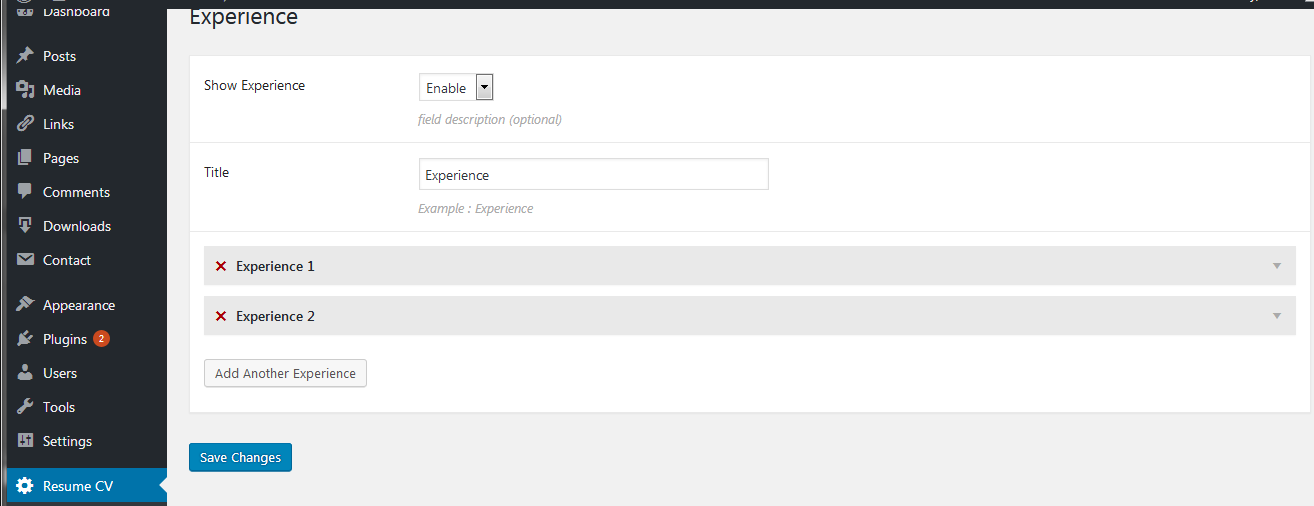 Dashboard
Posts
Media
Links
Pages
Comments
Downloads
Contact
Appearance
Plugins 2
Users
Tools
Settings
Resume CV
Experience
Show Experience
Enable
field description (optional)
Title
Experience
Example : Experience
Experience 1
Experience 2
Add Another Experience
Save Changes